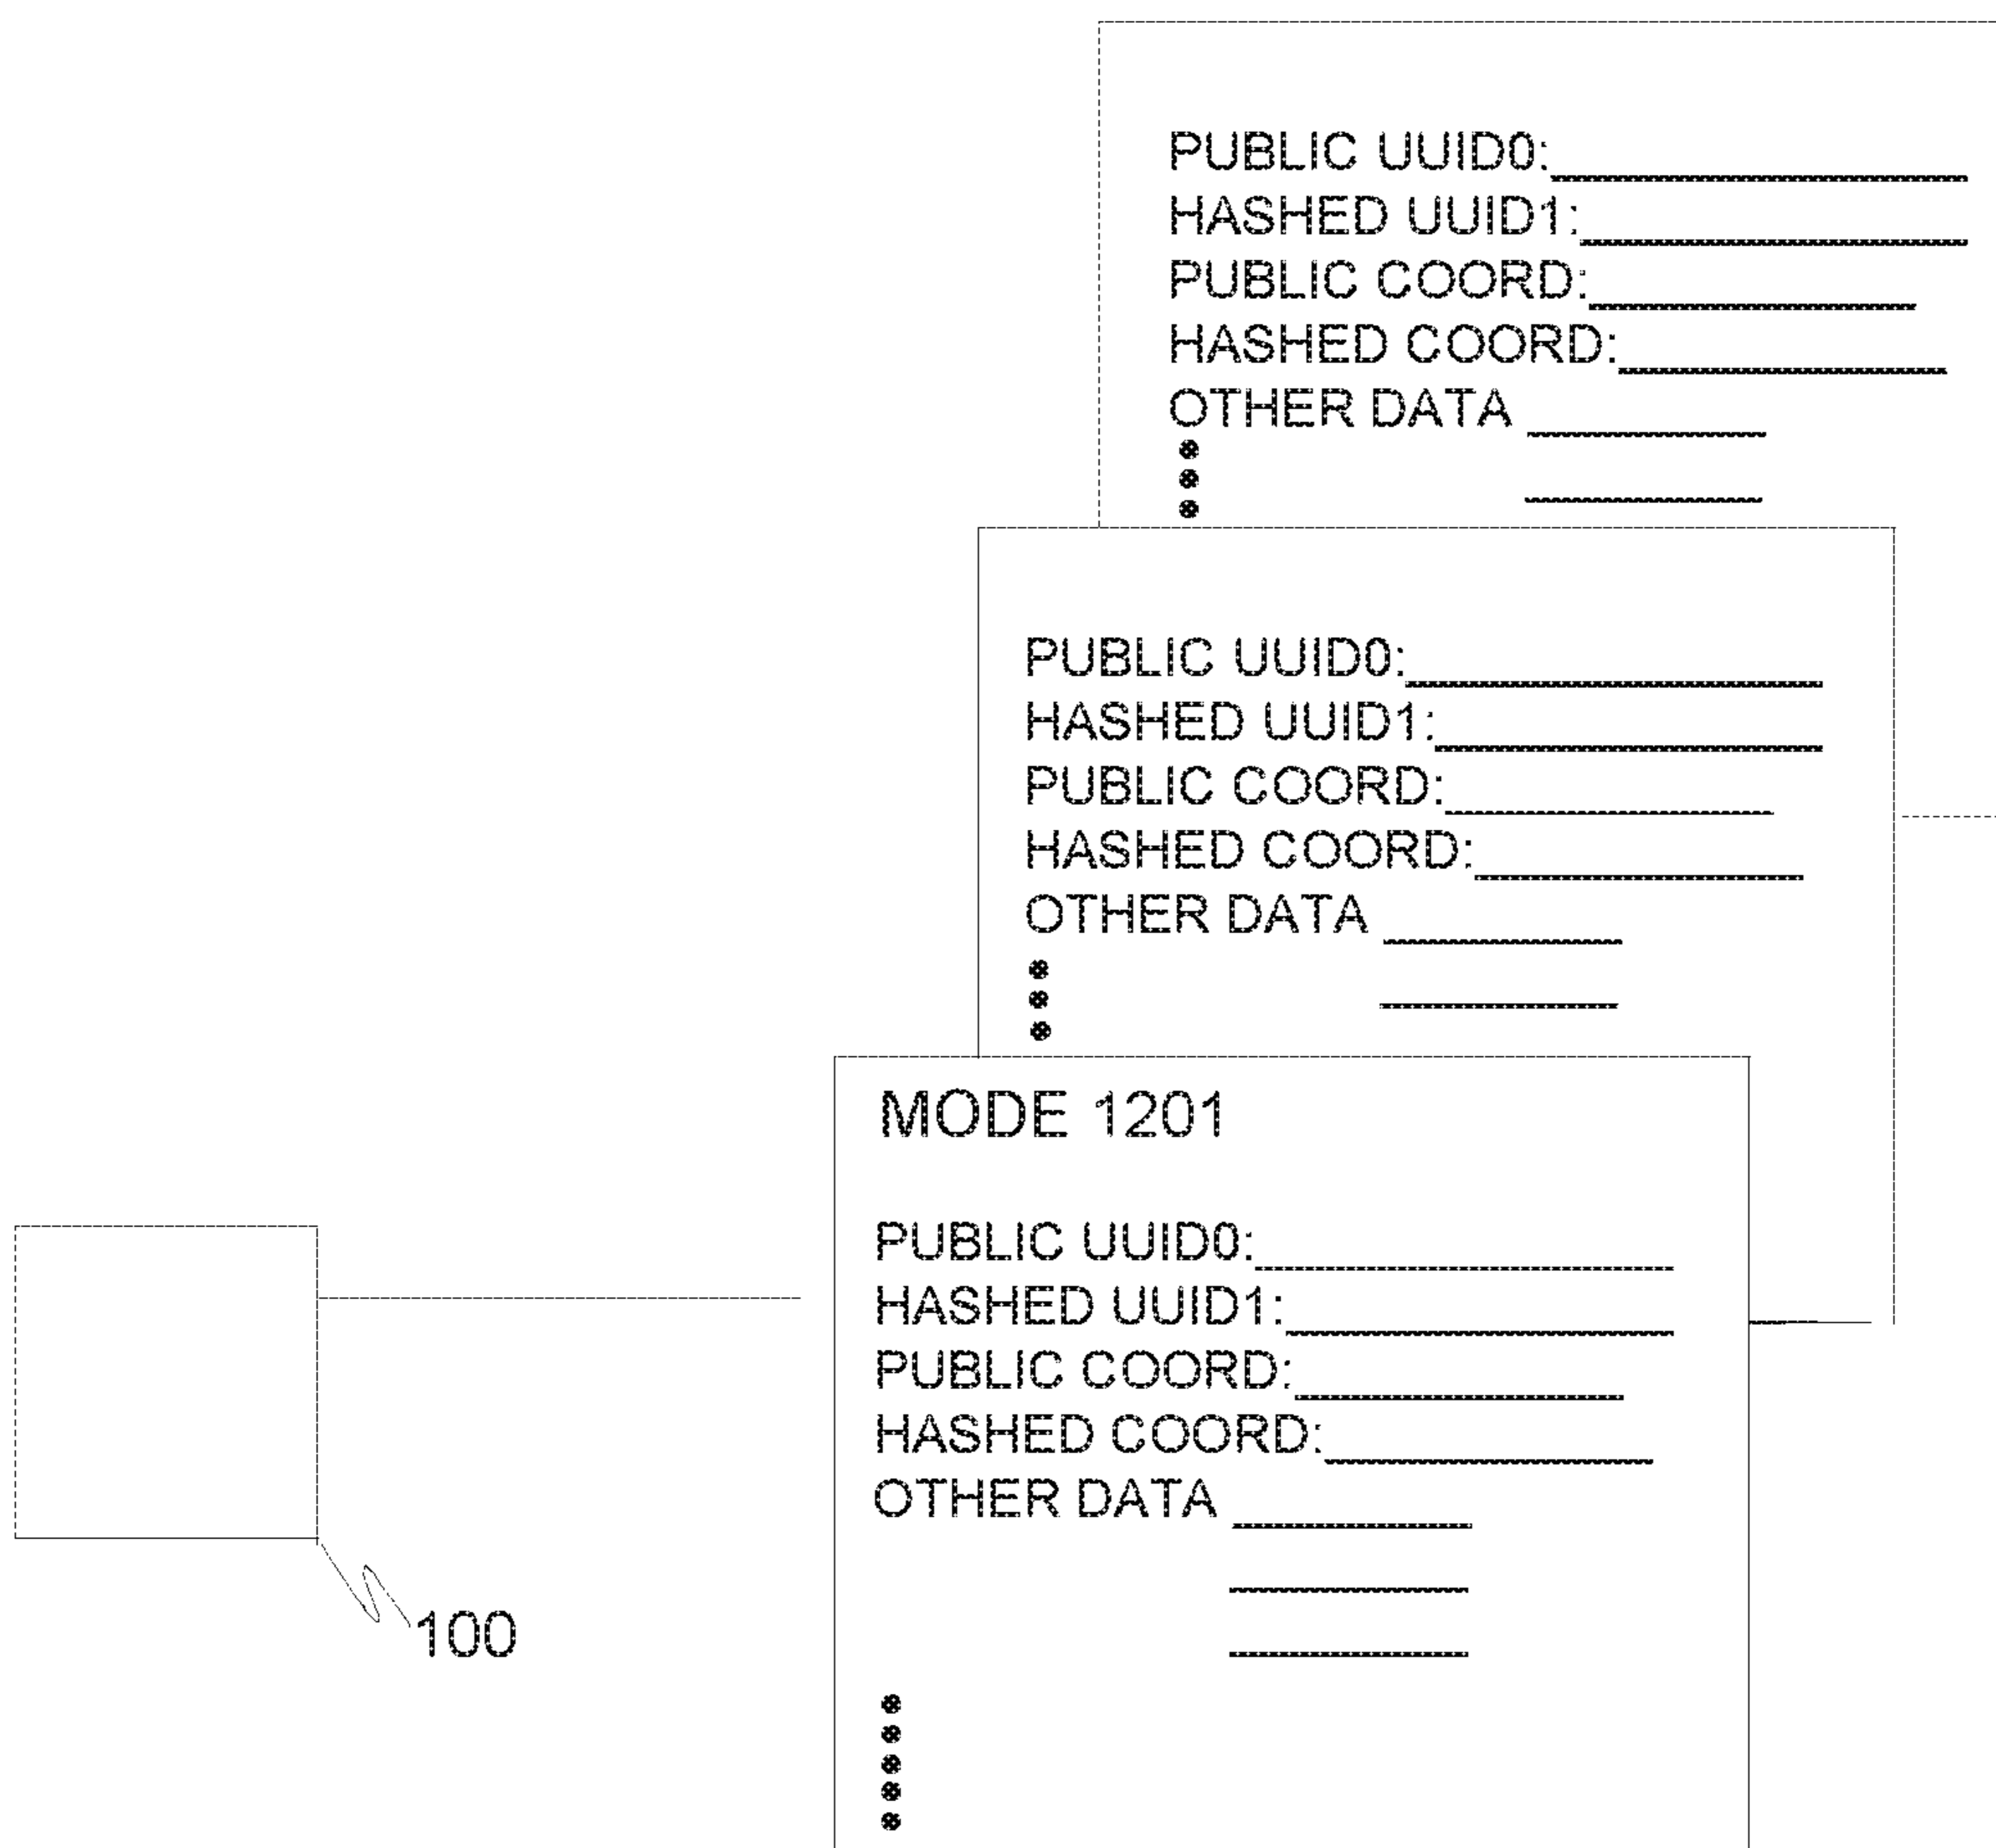 PUBLIC UUID0:
HASHED UUID1:
PUBLIC COORD:
HASHED COORD:
OTHER DATA
PUBLIC UUID0:
HASHED UUID1:
PUBLIC COORD:
HASHED COORD:
OTHER DATA
MODE 1201
PUBLIC UUID0:
HASHED UUID1:
PUBLIC COORD:
HASHED COORD:
OTHER DATA
100